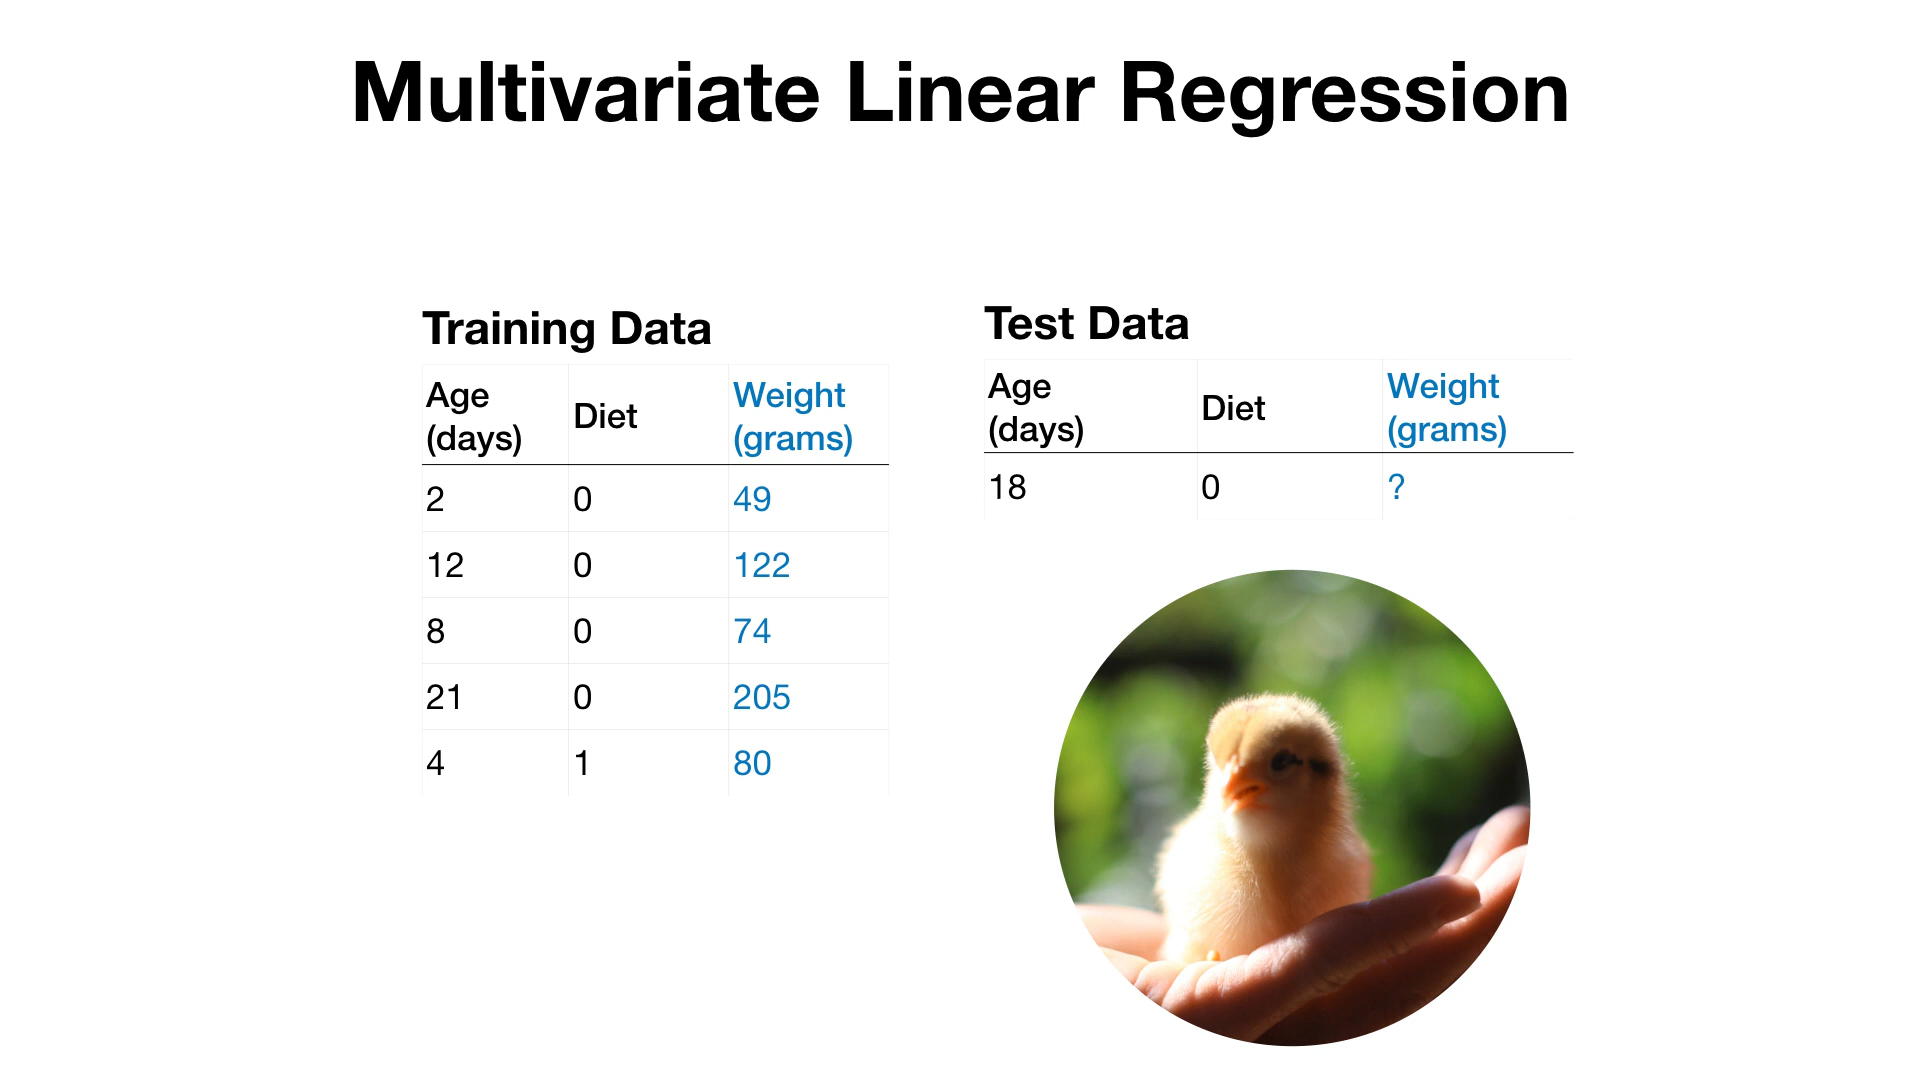 Multivariate Linear Regression
Training Data
Age (days) Diet Weight (grams)
2 0 49
12 0 122
8 0 74
21 0 205
4 1 80
Test Data
Age (days) Diet Weight (grams)
18 0 ?